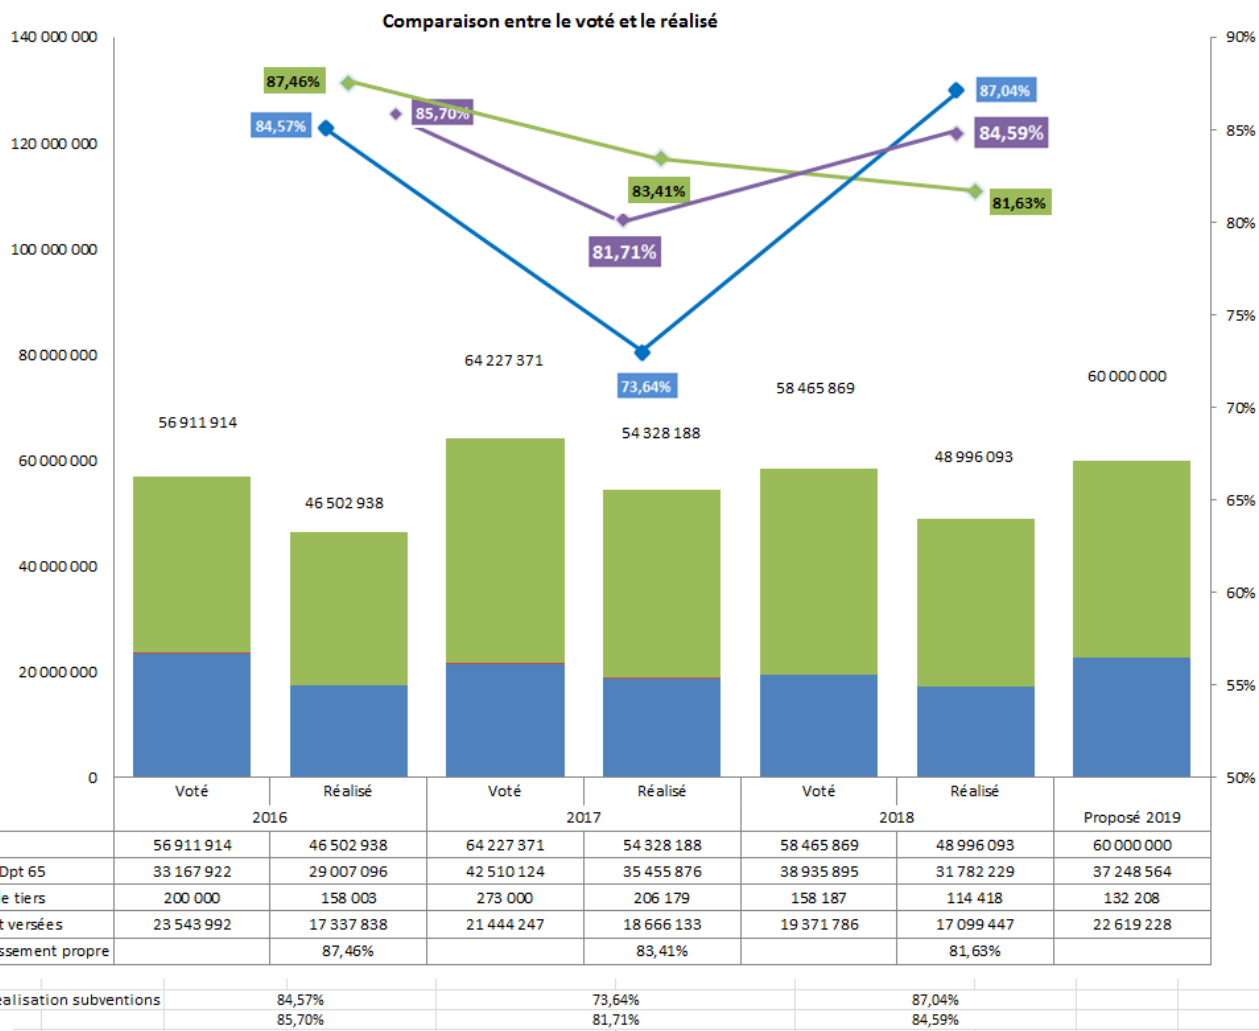 Comparaison entre le voté et le réalisé
140 000 000
120 000 000
100 000 000
80 000 000
60 000 000
40 000 000
20 000 000
0
90%
85%
80%
75%
70%
65%
60%
55%
50%
87,46%
84,57%
85,70%
83,41%
81,71%
73,64%
87,04%
84,59%
81,63%
56 911 914
46 502 938
64 227 371
54 328 188
58 465 869
48 996 093
60 000 000
Voté Réalisé Voté Réalisé Voté Réalisé
2016 2017 2018 Proposé 2019
56 911 914 46 502 938 64 227 371 54 328 188 58 465 869 48 996 093 60 000 000
Dpt 65 33 167 922 29 007 096 42 510 124 35 455 876 38 935 895 31 782 229 37 248 564
e tiers 200 000 158 003 273 000 206 179 158 187 114 418 132 208
t versées 23 543 992 17 337 838 21 444 247 18 666 133 19 371 786 17 099 447 22 619 228
ssement propre 87,46% 83,41% 81,63%
éalisation subventions 84,57% 73,64% 87,04%
85,70% 81,71% 84,59%